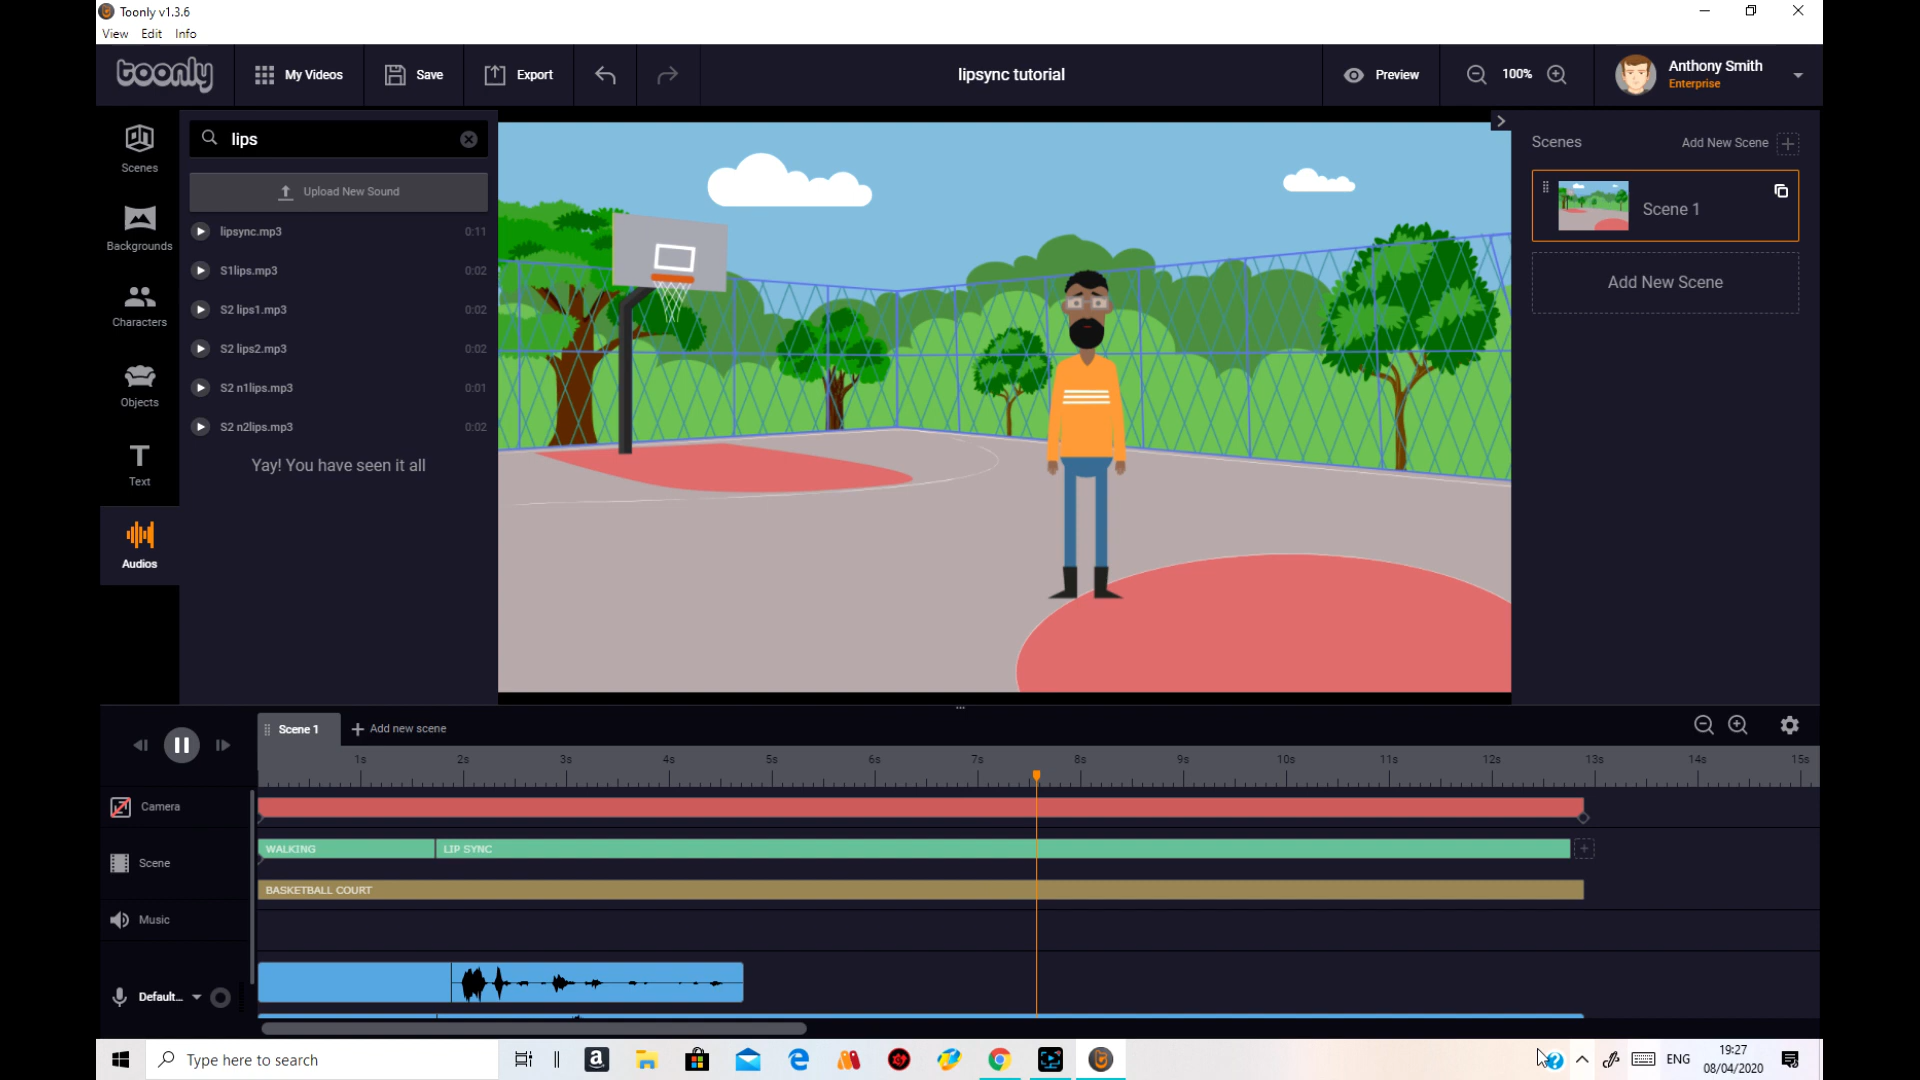 Toonly v1.3.6
View Edit Info
toonly
My Videos
Save
Export
lipsync tutorial
Preview
100%
Anthony Smith
Enterprise
Scenes
Backgrounds
Characters
Objects
Text
Audios
lips
Upload New Sound
lipsync.mp3 0:11
S1lips.mp3 0:02
S2 lips1.mp3 0:02
S2 lips2.mp3 0:02
S2 n1lips.mp3 0:01
S2 n2lips.mp3 0:02
Yay! You have seen it all
Scenes Add New Scene
Scene 1
Add New Scene
Scene 1 Add new scene
1s 2s 3s 4s 5s 6s 7s 8s 9s 10s 11s 12s 13s 14s 15s
Camera
Scene
WALKING LIP SYNC
BASKETBALL COURT
Music
Default...
Type here to search
ENG
19:27
08/04/2020